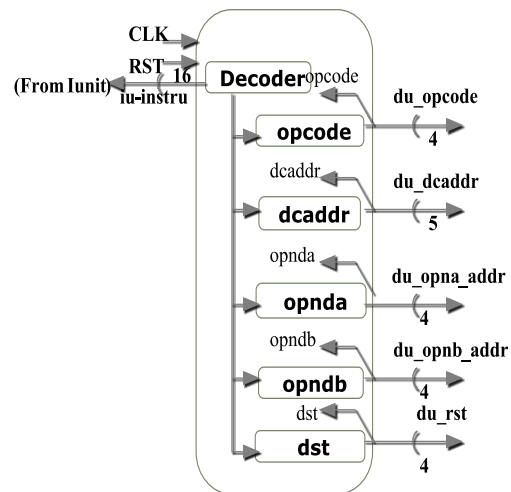 CLK
RST
16
(From Iunit)
iu-instru
Decoder
opcode
du_opcode
opcode
4
dcaddr
du_dcaddr
dcaddr
5
opnda
du_opna_addr
opnda
4
opndb
du_opnb_addr
opndb
4
dst
du_rst
dst
4